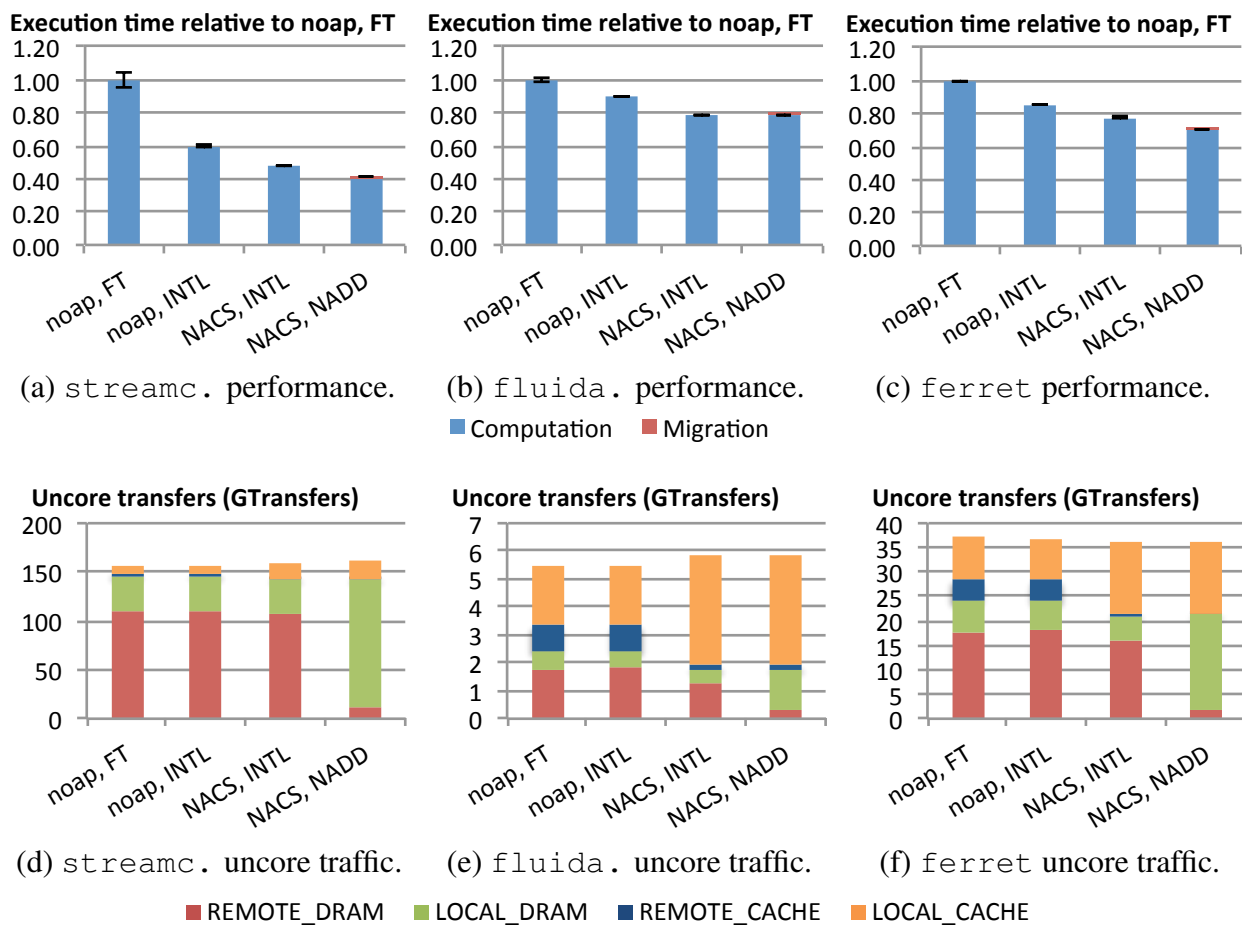 Execution time relative to noap, FT
1.20
1.00
0.80
0.60
0.40
0.20
0.00
noap, FT
noap, INTL
NACS, INTL
NACS, NADD
(a) streamc. performance.
Execution time relative to noap, FT
1.20
1.00
0.80
0.60
0.40
0.20
0.00
noap, FT
noap, INTL
NACS, INTL
NACS, NADD
(b) fluida. performance.
Execution time relative to noap, FT
1.20
1.00
0.80
0.60
0.40
0.20
0.00
noap, FT
noap, INTL
NACS, INTL
NACS, NADD
(c) ferret performance.
Computation Migration
Uncore transfers (GTransfers)
200
150
100
50
0
noap, FT
noap, INTL
NACS, INTL
NACS, NADD
(d) streamc. uncore traffic.
Uncore transfers (GTransfers)
7
6
5
4
3
2
1
0
noap, FT
noap, INTL
NACS, INTL
NACS, NADD
(e) fluida. uncore traffic.
Uncore transfers (GTransfers)
40
35
30
25
20
15
10
5
0
noap, FT
noap, INTL
NACS, INTL
NACS, NADD
(f) ferret uncore traffic.
REMOTE_DRAM LOCAL_DRAM REMOTE_CACHE LOCAL_CACHE